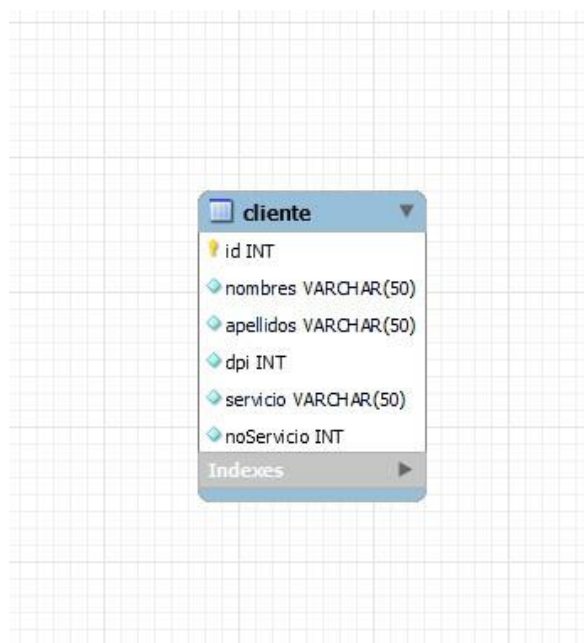 cliente
id INT
nombres VARCHAR(50)
apellidos VARCHAR(50)
dpi INT
servicio VARCHAR(50)
noServicio INT
Indexes